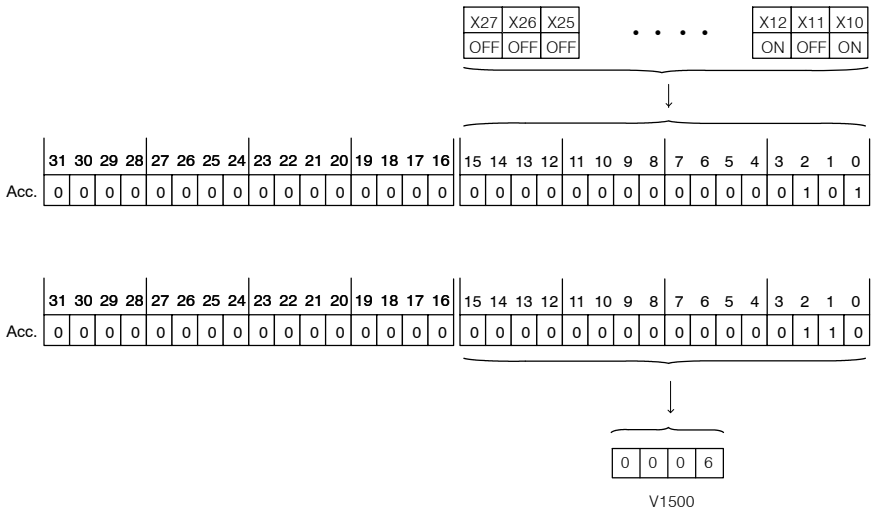 X27 X26 X25 X12 X11 X10
OFF OFF OFF ON OFF ON
31 30 29 28 27 26 25 24 23 22 21 20 19 18 17 16 15 14 13 12 11 10 9 8 7 6 5 4 3 2 1 0
Acc. 0 0 0 0 0 0 0 0 0 0 0 0 0 0 0 0 0 0 0 0 0 0 0 0 0 0 0 0 0 1 0 1
31 30 29 28 27 26 25 24 23 22 21 20 19 18 17 16 15 14 13 12 11 10 9 8 7 6 5 4 3 2 1 0
Acc. 0 0 0 0 0 0 0 0 0 0 0 0 0 0 0 0 0 0 0 0 0 0 0 0 0 0 0 0 0 1 1 0
0 0 0 6
V1500